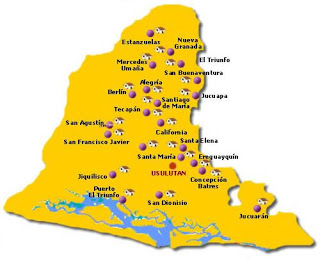 Estanzuelas
Nueva
Granada
El Triunfo
Mercedes
Umaña
San Buenaventura
Alegría
Berlín
Jucuapa
Santiago
de María
Tecapán
San Agustín
California
San Francisco Javier
Santa Elena
Santa María
Ereguayquín
USULUTAN
Jiquilisco
Concepción
Batres
Puerto
El Triunfo
San Dionisio
Jucuarán